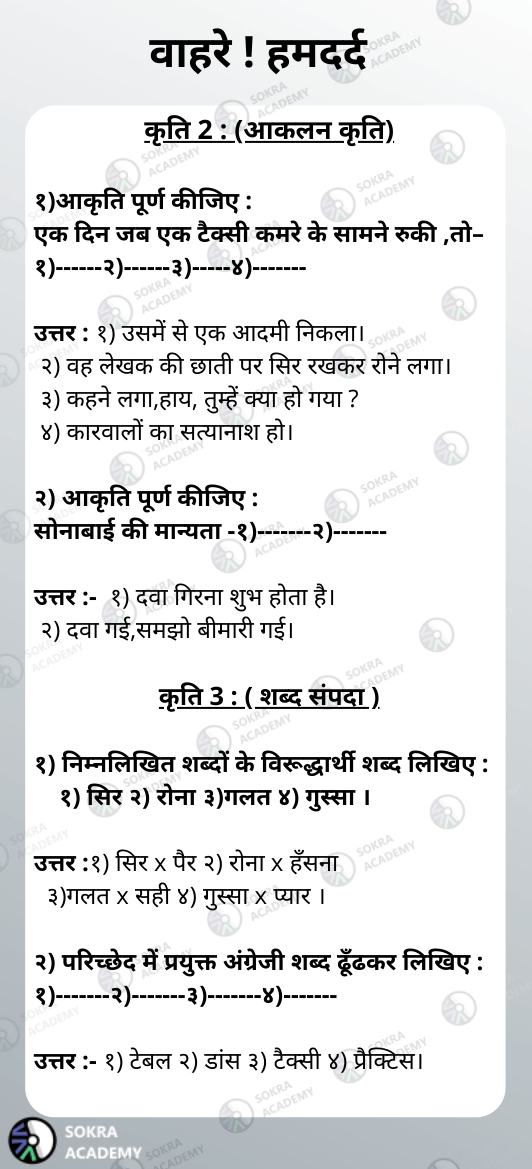 वाहरे ! हमदर्द
कृति 2 : (आकलन कृति)
१)आकृति पूर्ण कीजिए :
एक दिन जब एक टैक्सी कमरे के सामने रुकी ,तो–
१)------२)------३)-----४)-------
उत्तर : १) उसमें से एक आदमी निकला।
२) वह लेखक की छाती पर सिर रखकर रोने लगा।
३) कहने लगा,हाय, तुम्हें क्या हो गया ?
४) कारवालों का सत्यानाश हो।
२) आकृति पूर्ण कीजिए :
सोनाबाई की मान्यता -१)-------२)-------
उत्तर :- १) दवा गिरना शुभ होता है।
२) दवा गई,समझो बीमारी गई।
कृति 3 : ( शब्द संपदा )
१) निम्नलिखित शब्दों के विरूद्धार्थी शब्द लिखिए :
१) सिर २) रोना ३)गलत ४) गुस्सा ।
उत्तर :१) सिर x पैर २) रोना x हँसना
३)गलत x सही ४) गुस्सा x प्यार ।
२) परिच्छेद में प्रयुक्त अंग्रेजी शब्द ढूँढकर लिखिए :
१)-------२)-------३)-------४)-------
उत्तर :- १) टेबल २) डांस ३) टैक्सी ४) प्रैक्टिस।
SOKRA
ACADEMY